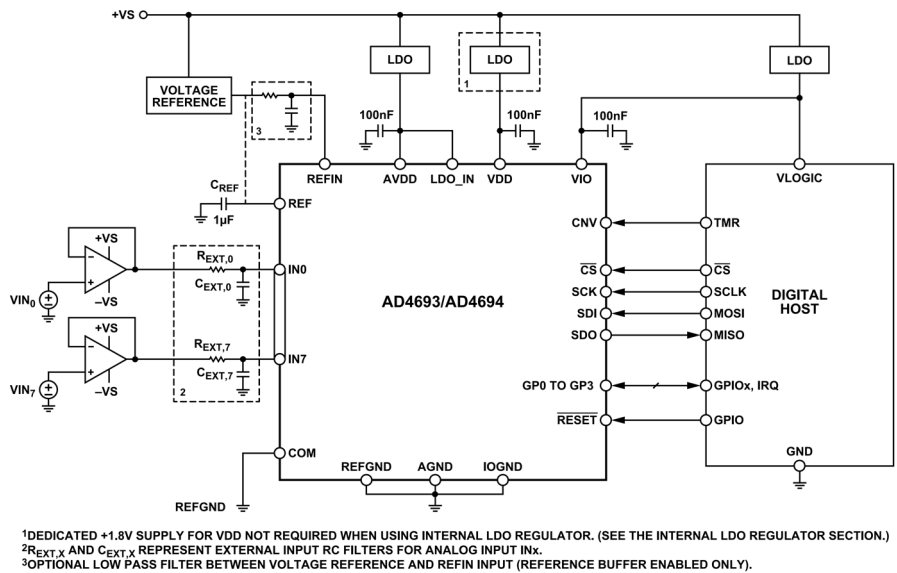 +VS
LDO
LDO
1
LDO
VOLTAGE
REFERENCE
3
100nF
100nF
100nF
REFIN
AVDD
LDO_IN
VDD
VIO
VLOGIC
CREF
1µF
REF
CNV
TMR
+VS
REXT,0
IN0
CS
CS
CEXT,0
SCK
SCLK
VIN0
–VS
AD4693/AD4694
DIGITAL
HOST
SDI
MOSI
+VS
SDO
MISO
REXT,7
IN7
CEXT,7
GP0 TO GP3
GPIOx, IRQ
VIN7
–VS
2
RESET
GPIO
COM
GND
REFGND
AGND
IOGND
REFGND
1DEDICATED +1.8V SUPPLY FOR VDD NOT REQUIRED WHEN USING INTERNAL LDO REGULATOR. (SEE THE INTERNAL LDO REGULATOR SECTION.)
2REXT,X AND CEXT,X REPRESENT EXTERNAL INPUT RC FILTERS FOR ANALOG INPUT INx.
3OPTIONAL LOW PASS FILTER BETWEEN VOLTAGE REFERENCE AND REFIN INPUT (REFERENCE BUFFER ENABLED ONLY).